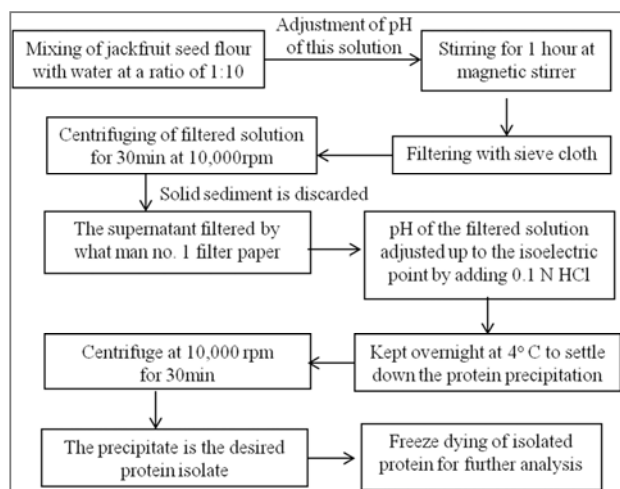 Mixing of jackfruit seed flour
with water at a ratio of 1:10
Adjustment of pH
of this solution
Stirring for 1 hour at
magnetic stirrer
Filtering with sieve cloth
Centrifuging of filtered solution
for 30min at 10,000rpm
Solid sediment is discarded
The supernatant filtered by
what man no. 1 filter paper
pH of the filtered solution
adjusted up to the isoelectric
point by adding 0.1 N HCl
Kept overnight at 4° C to settle
down the protein precipitation
Centrifuge at 10,000 rpm
for 30min
The precipitate is the desired
protein isolate
Freeze dying of isolated
protein for further analysis